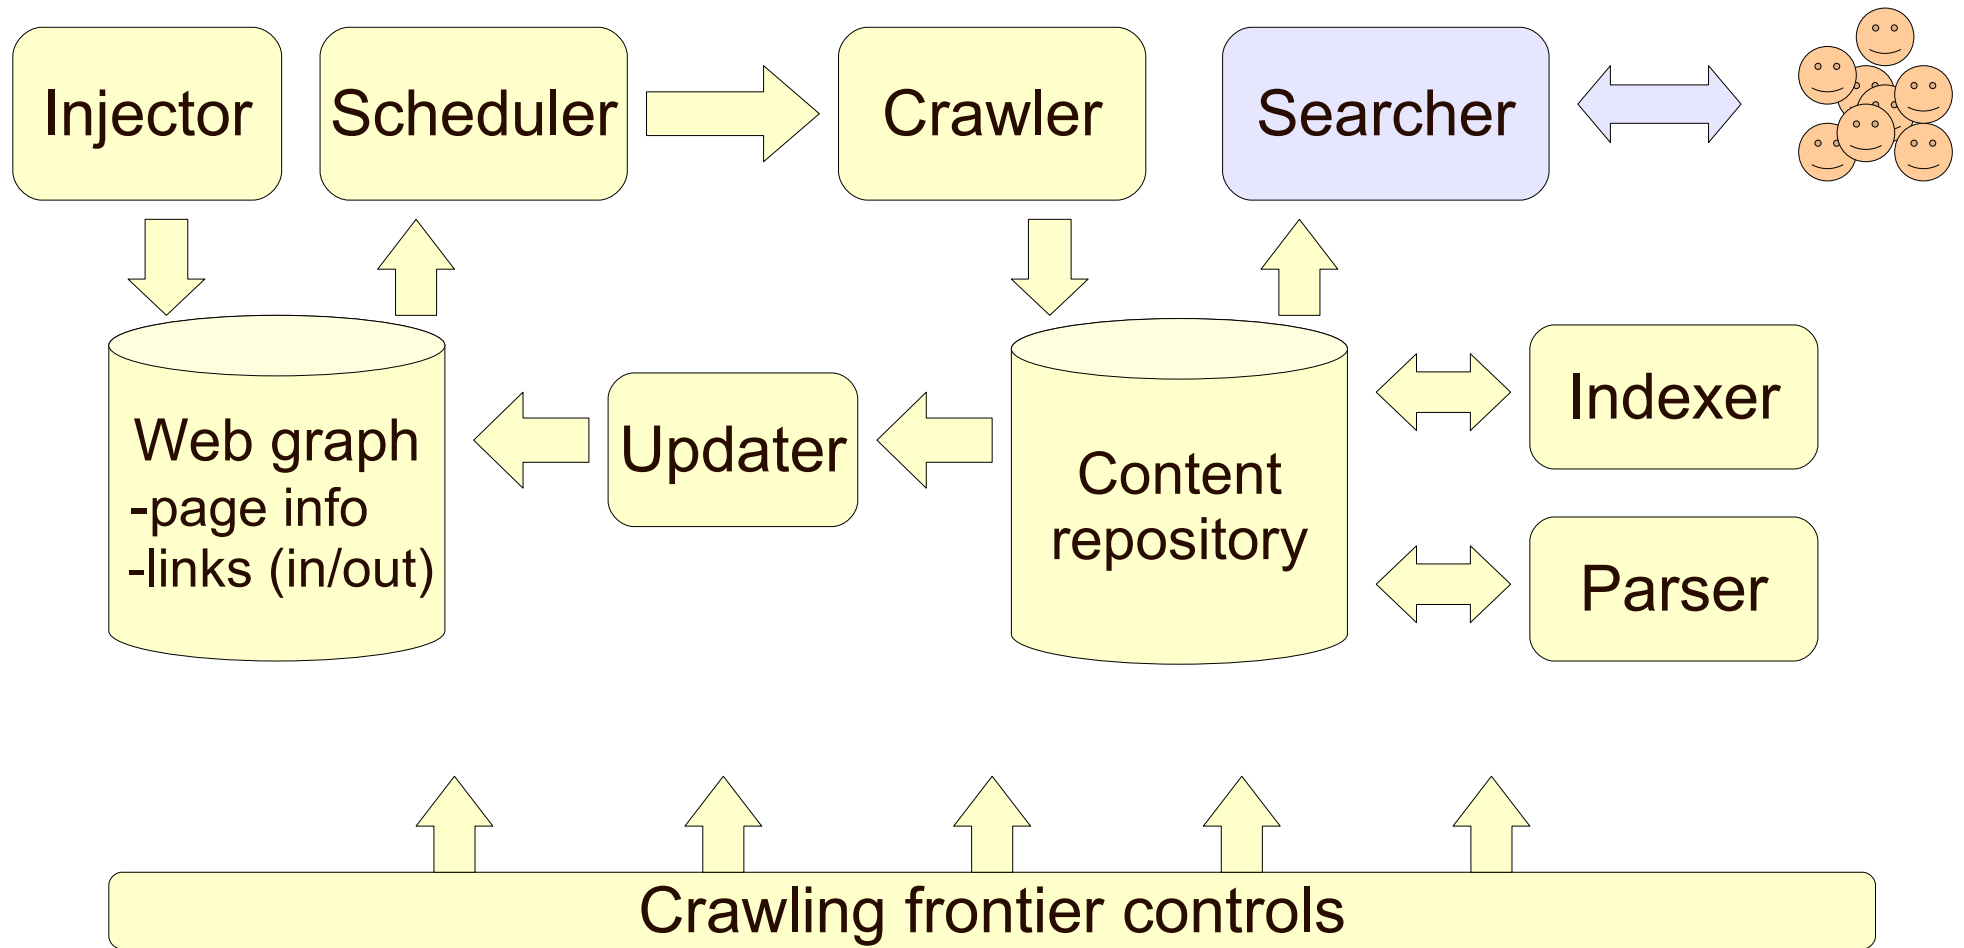 Injector
Scheduler
Crawler
Searcher
Web graph
-page info
-links (in/out)
Updater
Content
repository
Indexer
Parser
Crawling frontier controls